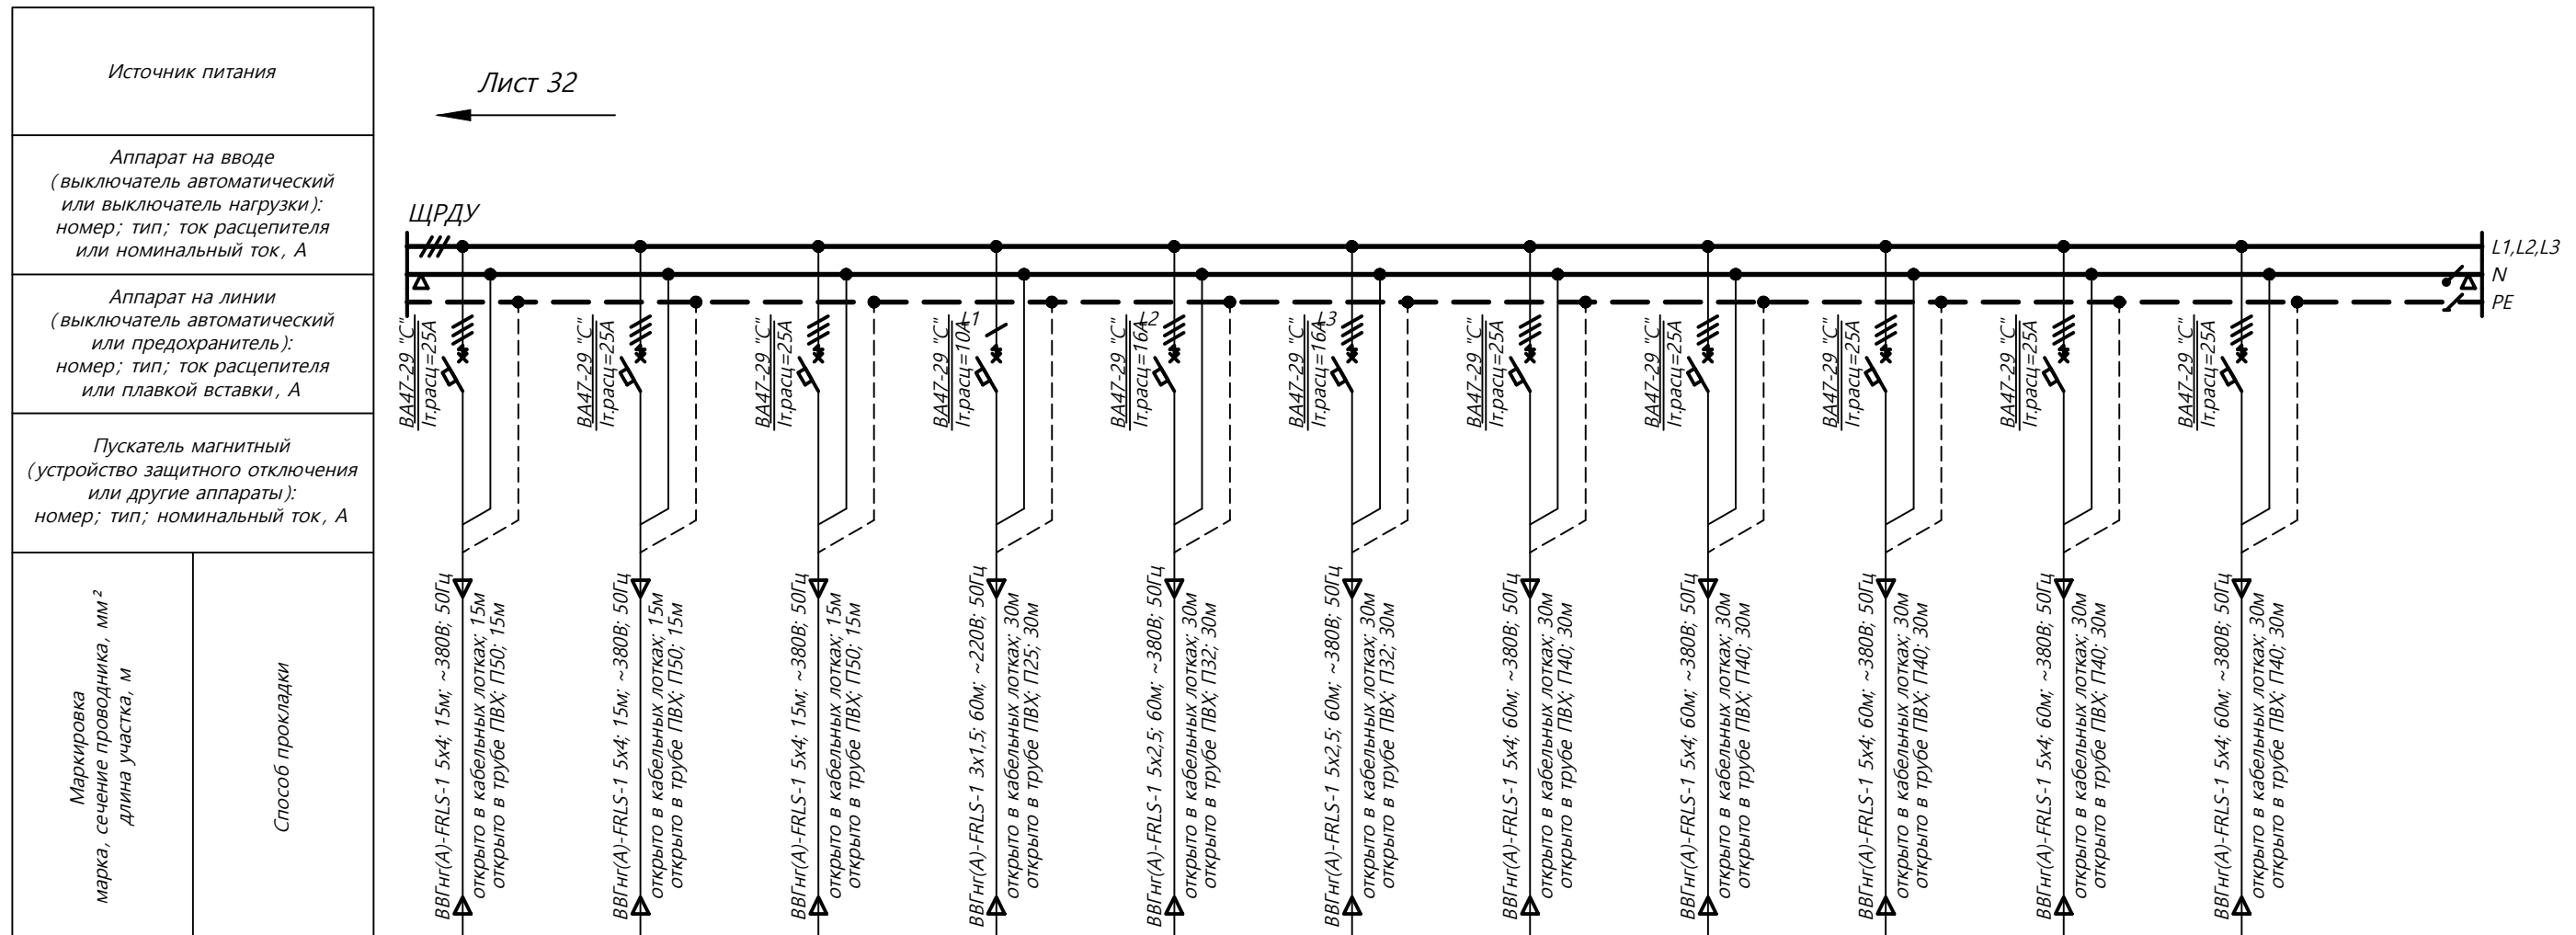 Источник питания
Лист 32
Аппарат на вводе
(выключатель автоматический
или выключатель нагрузки):
номер; тип; ток расцепителя
или номинальный ток, А
ЩРДУ
L1,L2,L3
N
PE
Аппарат на линии
(выключатель автоматический
или предохранитель):
номер; тип; ток расцепителя
или плавкой вставки, А
ВА47-29 "С"
Iт.расц=25А
ВА47-29 "С"
Iт.расц=25А
ВА47-29 "С"
Iт.расц=25А
L1
ВА47-29 "С"
Iт.расц=10А
L2
ВА47-29 "С"
Iт.расц=16А
L3
ВА47-29 "С"
Iт.расц=16А
ВА47-29 "С"
Iт.расц=25А
ВА47-29 "С"
Iт.расц=25А
ВА47-29 "С"
Iт.расц=25А
ВА47-29 "С"
Iт.расц=25А
ВА47-29 "С"
Iт.расц=25А
Пускатель магнитный
(устройство защитного отключения
или другие аппараты):
номер; тип; номинальный ток, А
Маркировка
марка, сечение проводника, мм²
длина участка, м
Способ прокладки
ВВГнг(А)-FRLS-1 5х4; 15м; ~380В; 50Гц
открыто в кабельных лотках; 15м
открыто в трубе ПВХ; П50; 15м
ВВГнг(А)-FRLS-1 5х4; 15м; ~380В; 50Гц
открыто в кабельных лотках; 15м
открыто в трубе ПВХ; П50; 15м
ВВГнг(А)-FRLS-1 5х4; 15м; ~380В; 50Гц
открыто в кабельных лотках; 15м
открыто в трубе ПВХ; П50; 15м
ВВГнг(А)-FRLS-1 3х1,5; 60м; ~220В; 50Гц
открыто в кабельных лотках; 30м
открыто в трубе ПВХ; П25; 30м
ВВГнг(А)-FRLS-1 5х2,5; 60м; ~380В; 50Гц
открыто в кабельных лотках; 30м
открыто в трубе ПВХ; П32; 30м
ВВГнг(А)-FRLS-1 5х2,5; 60м; ~380В; 50Гц
открыто в кабельных лотках; 30м
открыто в трубе ПВХ; П32; 30м
ВВГнг(А)-FRLS-1 5х4; 60м; ~380В; 50Гц
открыто в кабельных лотках; 30м
открыто в трубе ПВХ; П40; 30м
ВВГнг(А)-FRLS-1 5х4; 60м; ~380В; 50Гц
открыто в кабельных лотках; 30м
открыто в трубе ПВХ; П40; 30м
ВВГнг(А)-FRLS-1 5х4; 60м; ~380В; 50Гц
открыто в кабельных лотках; 30м
открыто в трубе ПВХ; П40; 30м
ВВГнг(А)-FRLS-1 5х4; 60м; ~380В; 50Гц
открыто в кабельных лотках; 30м
открыто в трубе ПВХ; П40; 30м
ВВГнг(А)-FRLS-1 5х4; 60м; ~380В; 50Гц
открыто в кабельных лотках; 30м
открыто в трубе ПВХ; П40; 30м